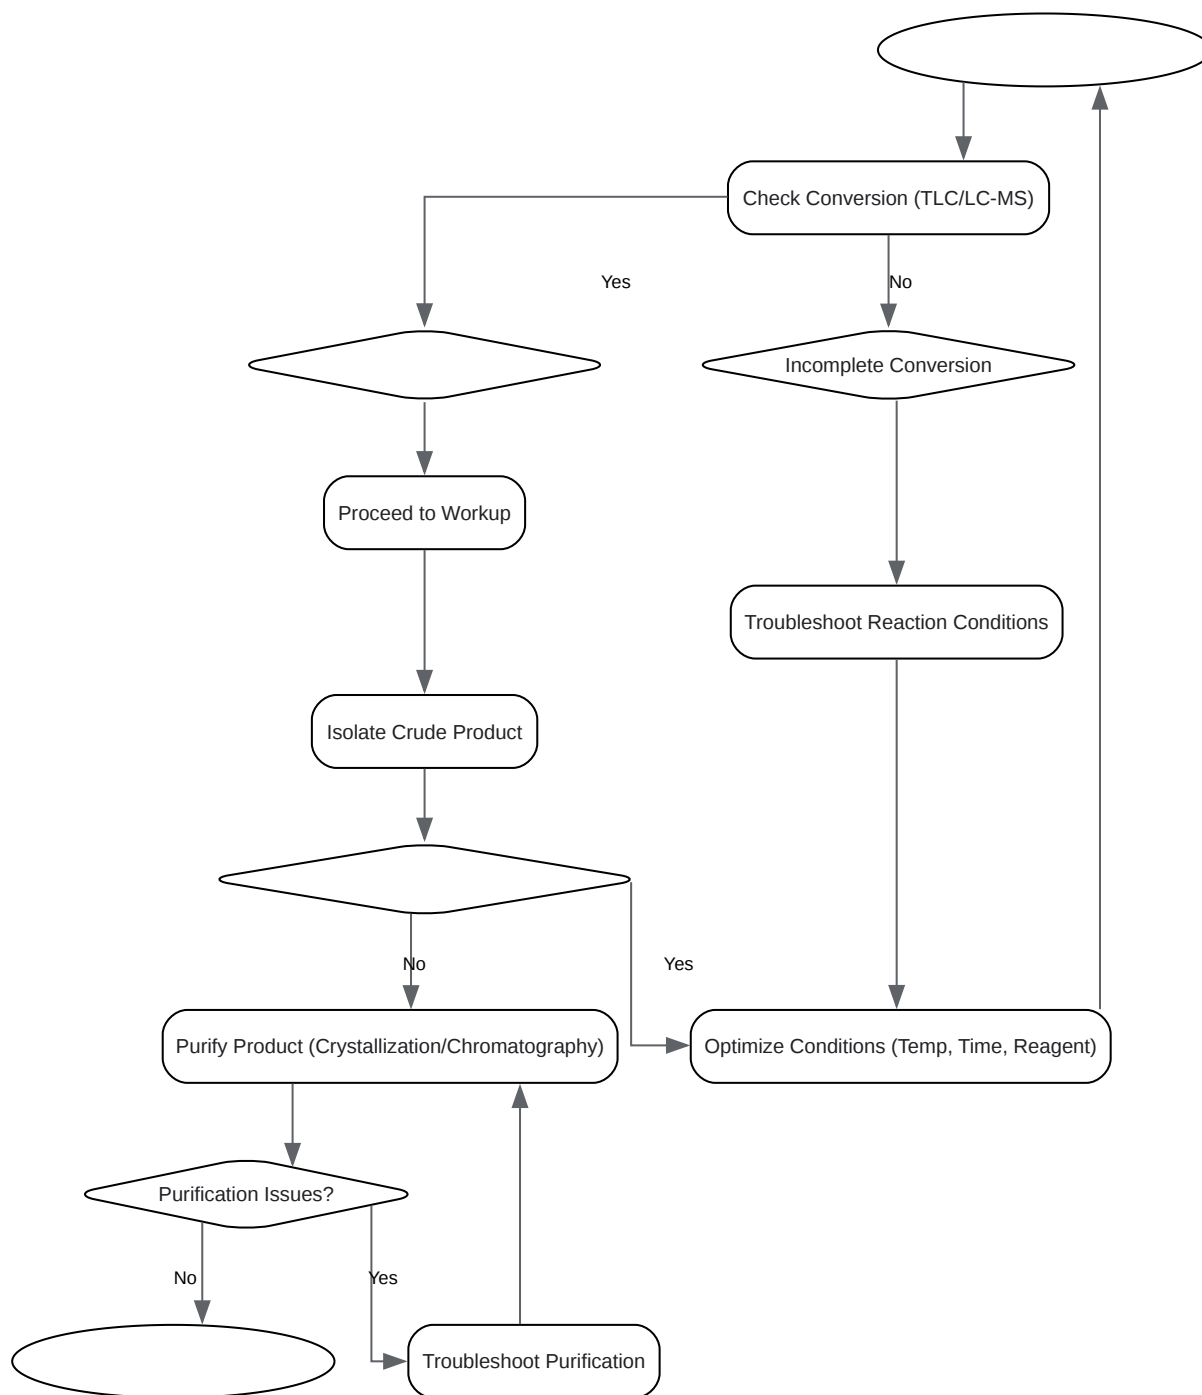 Check Conversion (TLC/LC-MS)
Yes
No
Incomplete Conversion
Proceed to Workup
Troubleshoot Reaction Conditions
Isolate Crude Product
No
Yes
Purify Product (Crystallization/Chromatography)
Optimize Conditions (Temp, Time, Reagent)
Purification Issues?
No
Yes
Troubleshoot Purification